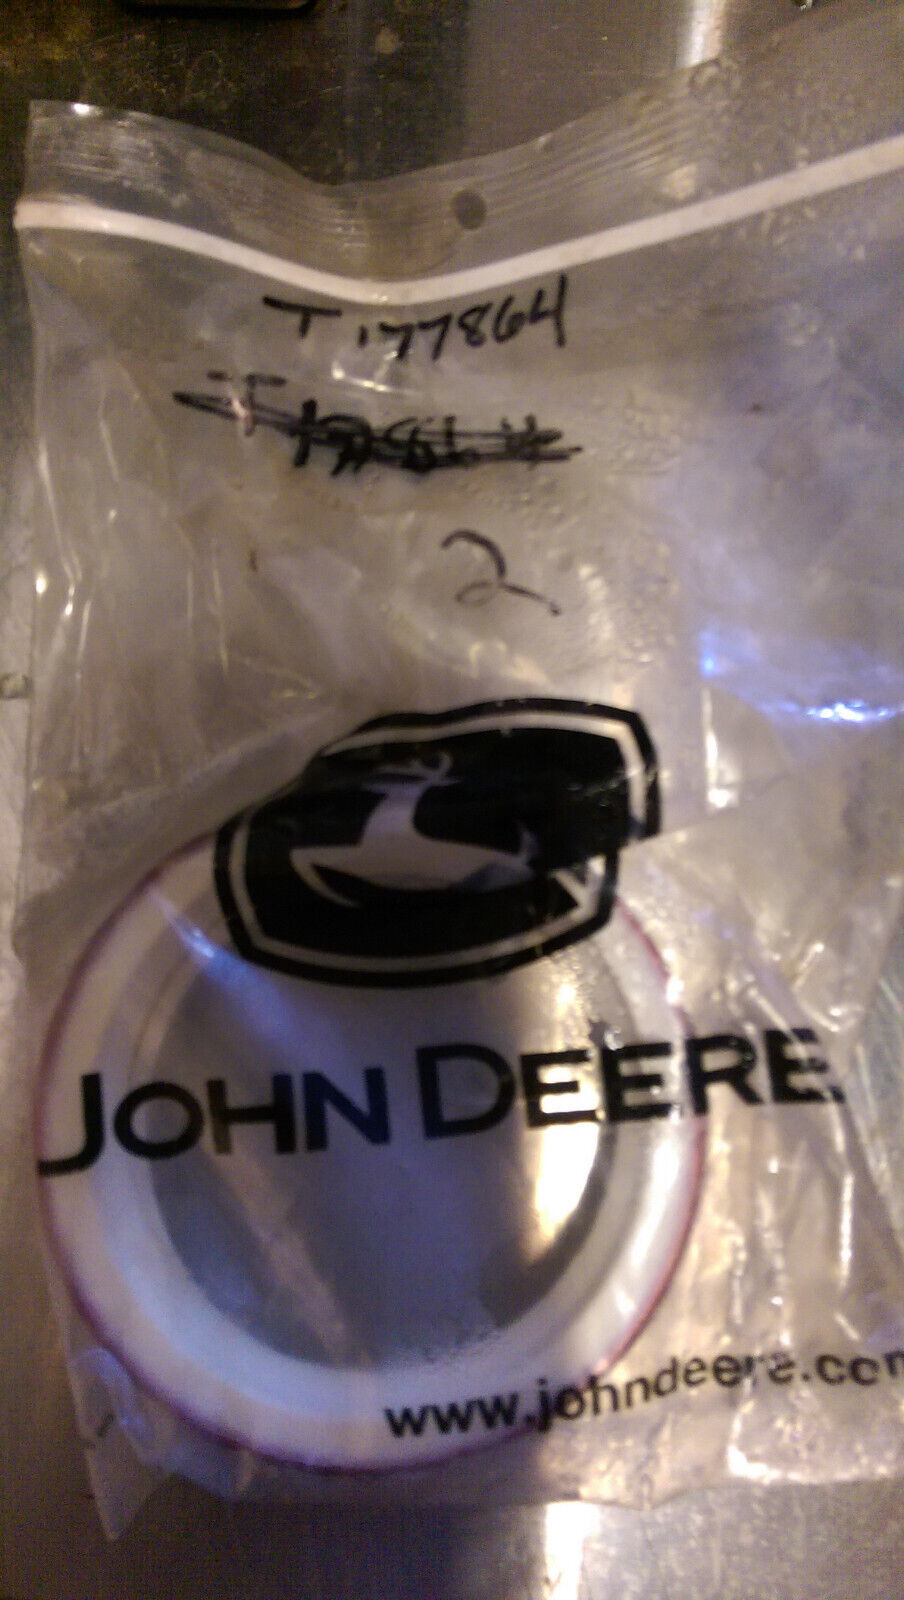 T177864
2
JOHN DEERE
www.johndeere.com